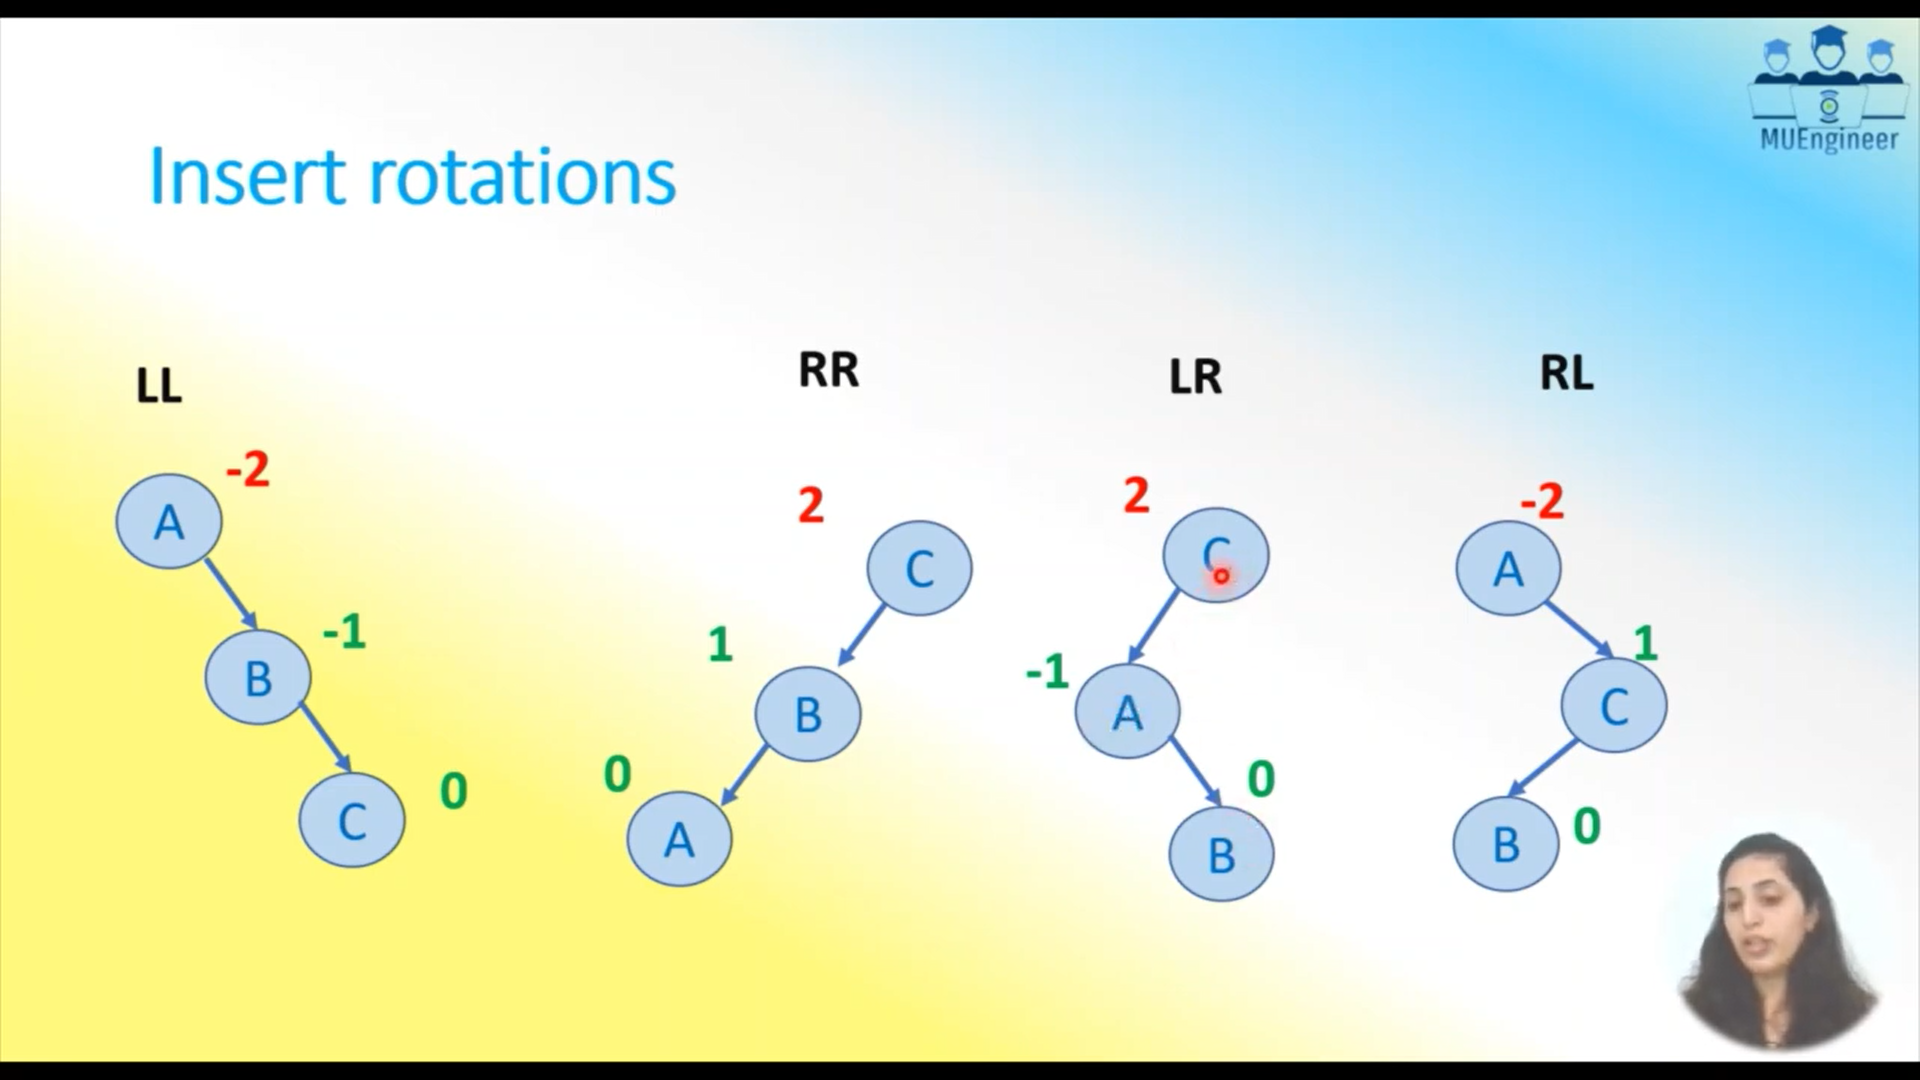 MUEngineer
Insert rotations
LL
RR
LR
RL
-2
A
-1
B
0
C
2
C
1
B
0
A
2
C
-1
A
0
B
-2
A
1
C
0
B